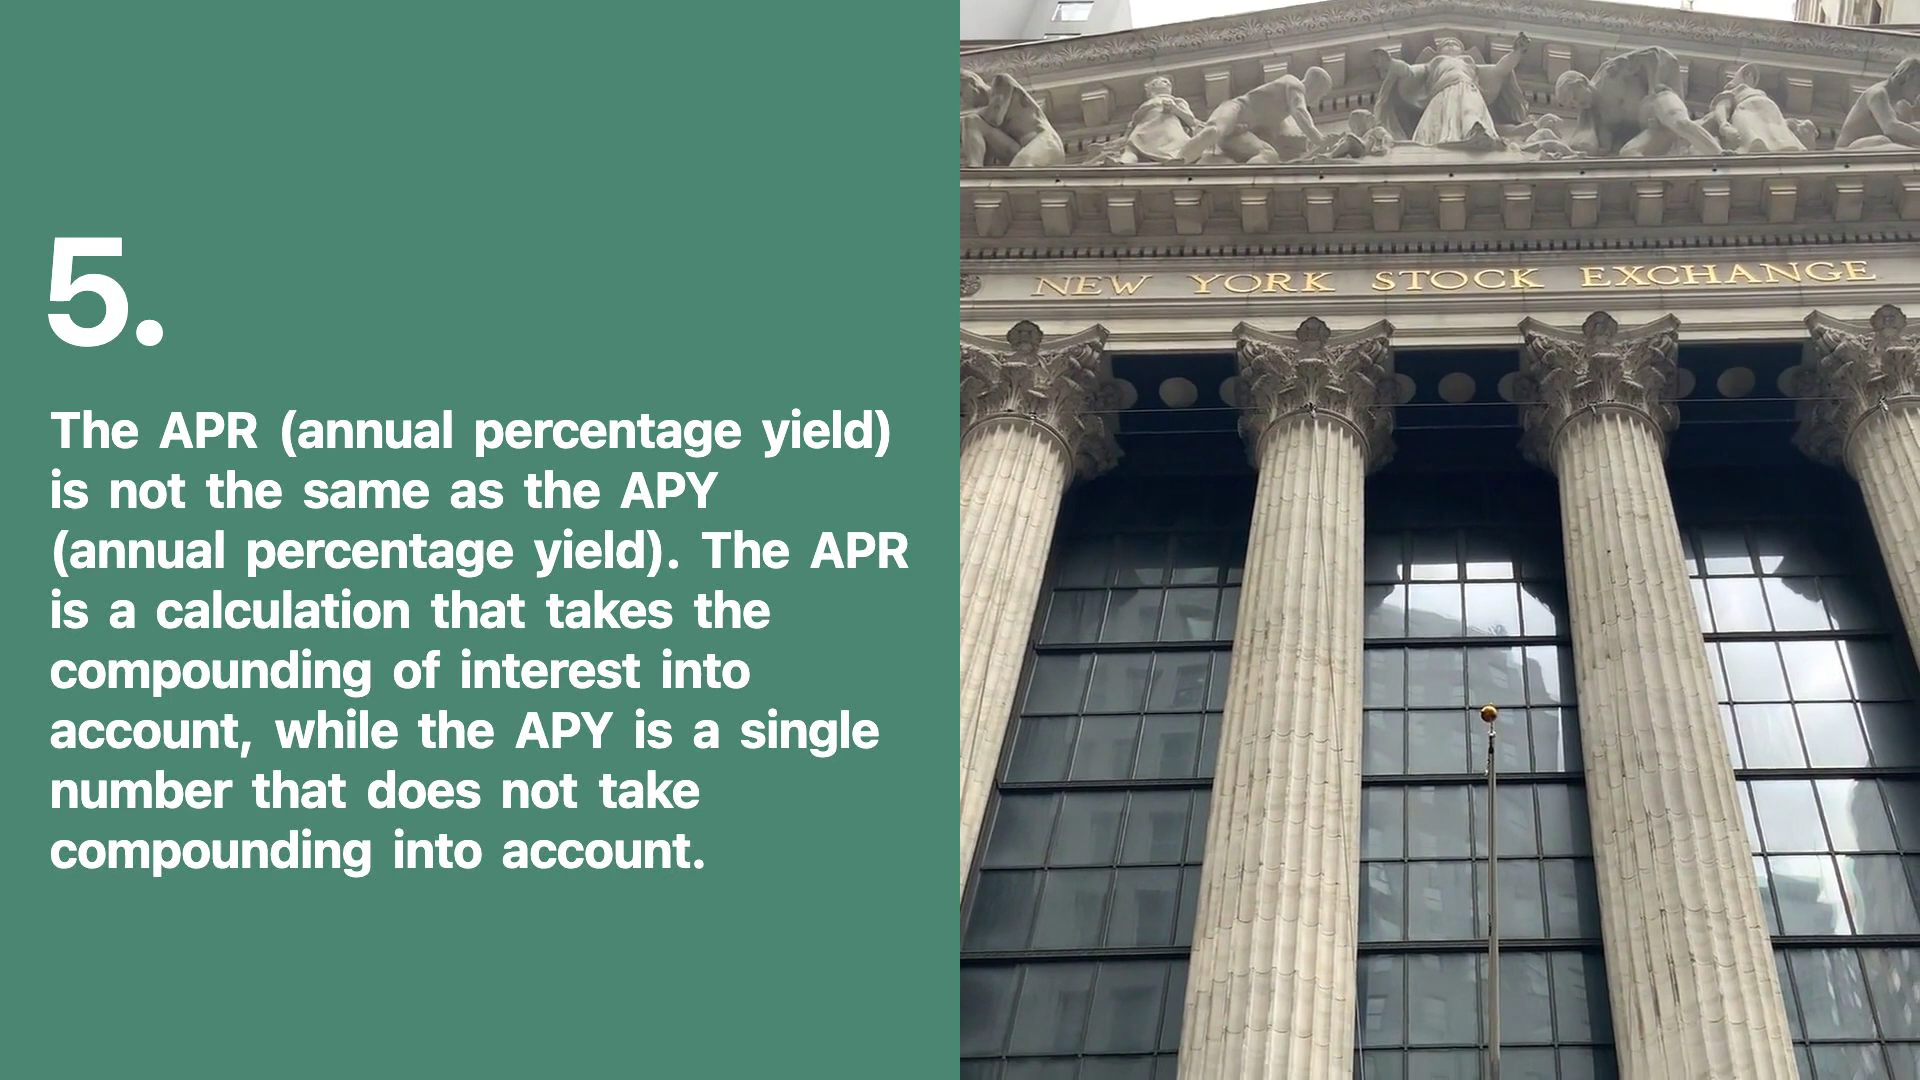 5.
The APR (annual percentage yield)
is not the same as the APY
(annual percentage yield). The APR
is a calculation that takes the
compounding of interest into
account, while the APY is a single
number that does not take
compounding into account.
NEW YORK STOCK EXCHANGE